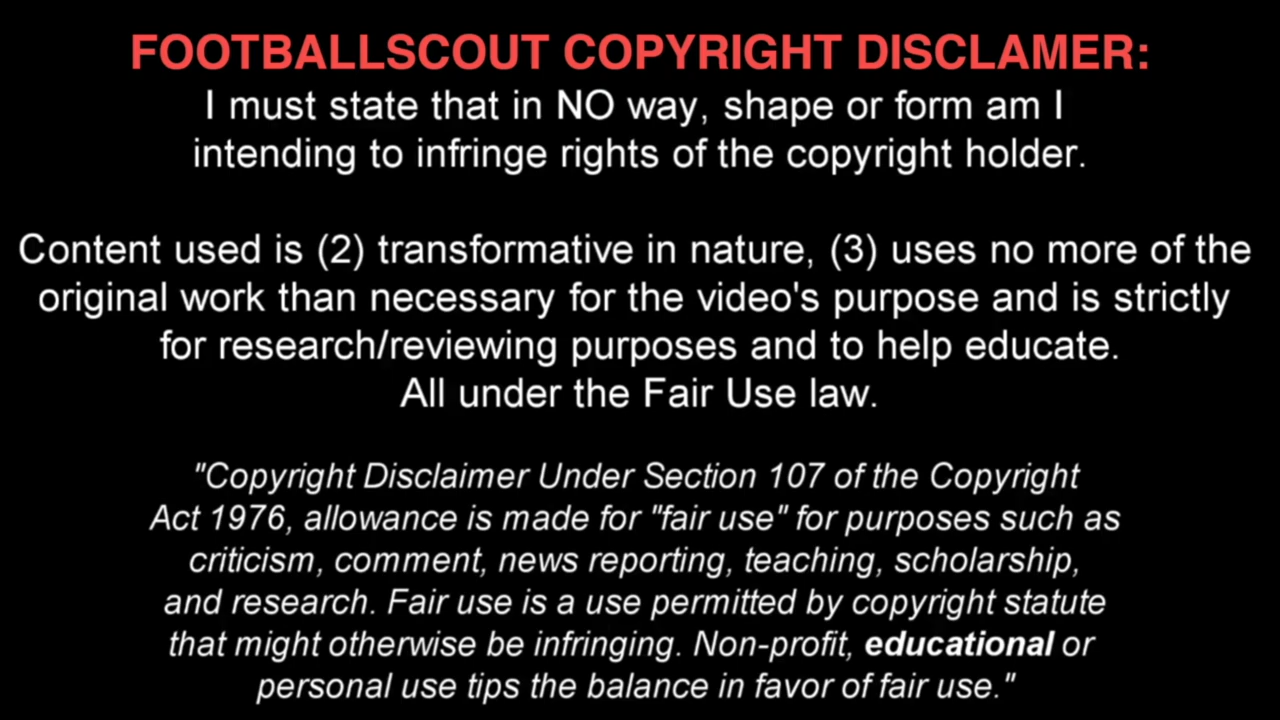 FOOTBALLSCOUT COPYRIGHT DISCLAMER:
I must state that in NO way, shape or form am I
intending to infringe rights of the copyright holder.
Content used is (2) transformative in nature, (3) uses no more of the
original work than necessary for the video's purpose and is strictly
for research/reviewing purposes and to help educate.
All under the Fair Use law.
"Copyright Disclaimer Under Section 107 of the Copyright
Act 1976, allowance is made for "fair use" for purposes such as
criticism, comment, news reporting, teaching, scholarship,
and research. Fair use is a use permitted by copyright statute
that might otherwise be infringing. Non-profit, educational or
personal use tips the balance in favor of fair use."